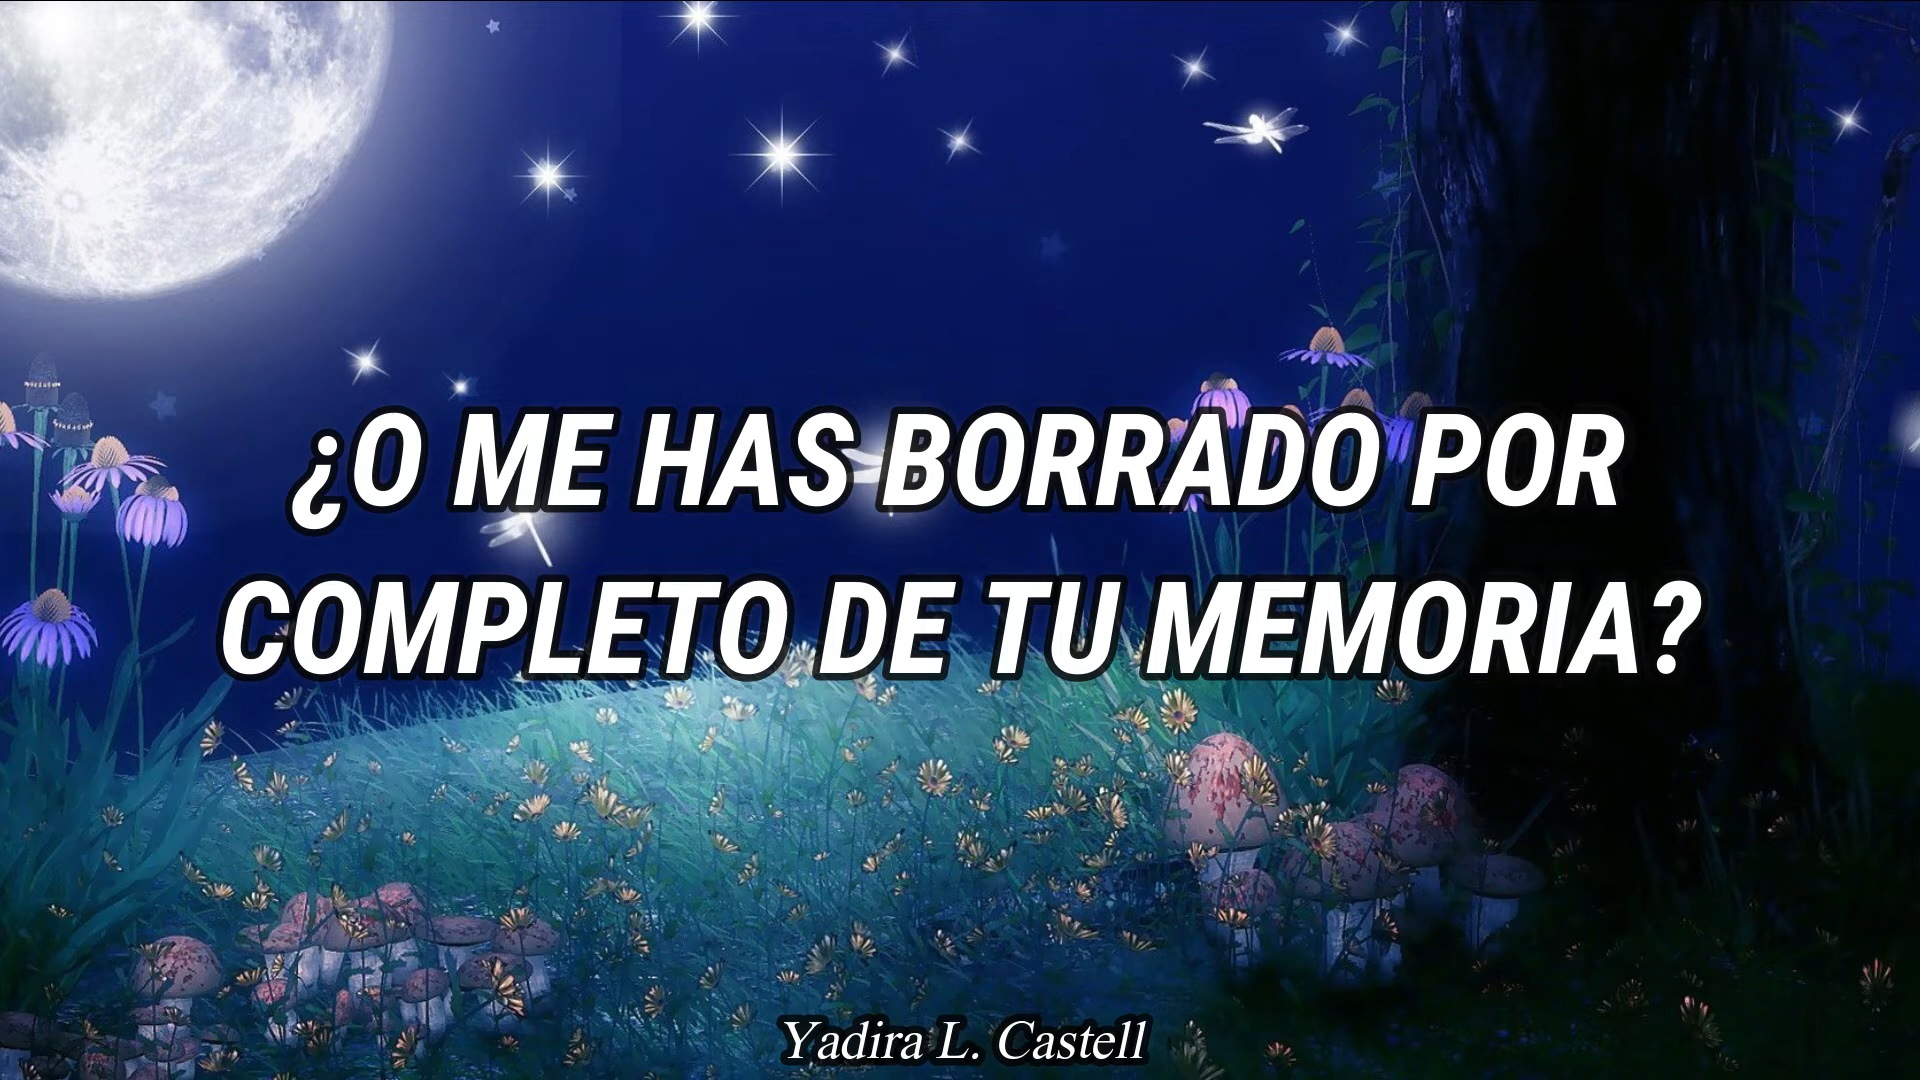 ¿O ME HAS BORRADO POR
COMPLETO DE TU MEMORIA?
Yadira L. Castell